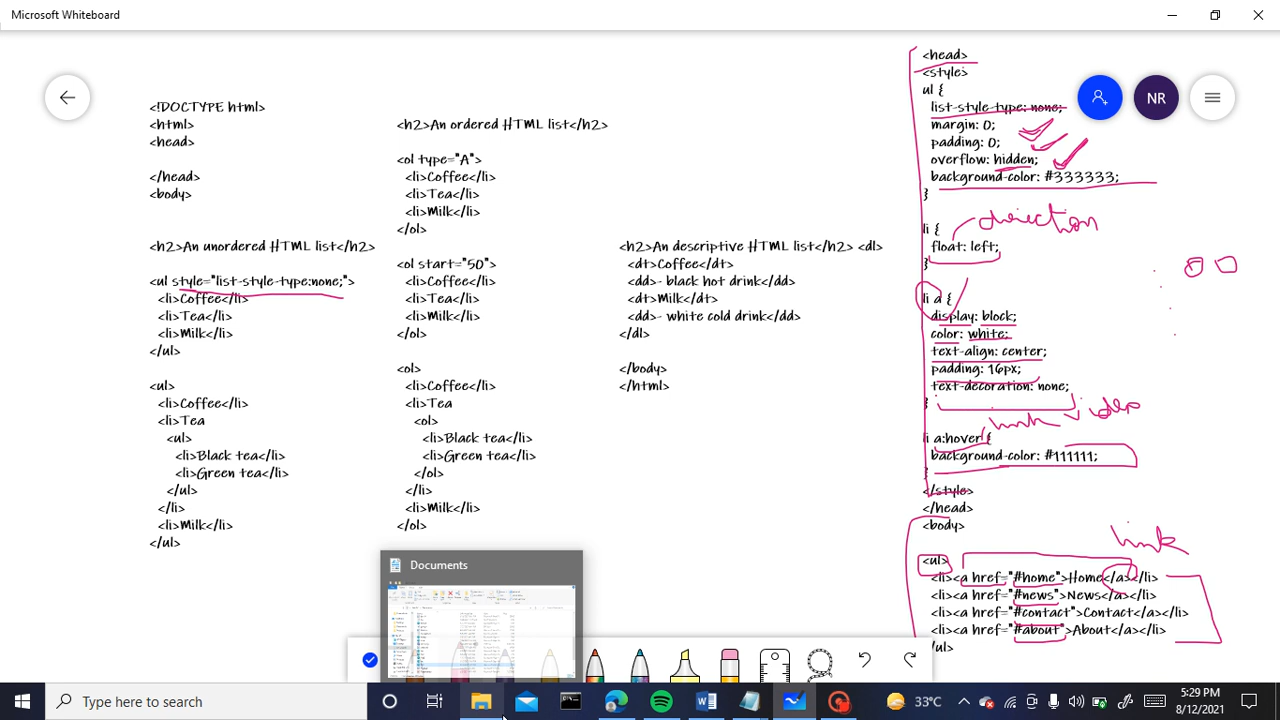 Microsoft Whiteboard
NR
<!DOCTYPE html>
<html>
<head>
</head>
<body>
<h2>An unordered HTML list</h2>
<ul style="list-style-type:none;">
<li>Coffee</li>
<li>Tea</li>
<li>Milk</li>
</ul>
<ul>
<li>Coffee</li>
<li>Tea
<ul>
<li>Black tea</li>
<li>Green tea</li>
</ul>
</li>
<li>Milk</li>
</ul>
<h2>An ordered HTML list</h2>
<ol type="A">
<li>Coffee</li>
<li>Tea</li>
<li>Milk</li>
</ol>
<ol start="50">
<li>Coffee</li>
<li>Tea</li>
<li>Milk</li>
</ol>
<ol>
<li>Coffee</li>
<li>Tea
<ol>
<li>Black tea</li>
<li>Green tea</li>
</ol>
</li>
<li>Milk</li>
</ol>
<h2>An descriptive HTML list</h2> <dl>
<dt>Coffee</dt>
<dd>- black hot drink</dd>
<dt>Milk</dt>
<dd>- white cold drink</dd>
</dl>
</body>
</html>
<head>
<style>
ul {
list-style-type: none;
margin: 0;
padding: 0;
overflow: hidden;
background-color: #333333;
}
direction
li {
float: left;
}
li a {
display: block;
color: white;
text-align: center;
padding: 16px;
text-decoration: none;
}
link
li a:hover {
background-color: #111111;
}
</style>
</head>
<body>
link
<ul>
<li><a href="#home">Home</a></li>
<li><a href="#news">News</a></li>
<li><a href="#contact">Contact</a></li>
<li><a href="#about">About</a></li>
ul>
Documents
Type here to search
33°C
5:29 PM
8/12/2021